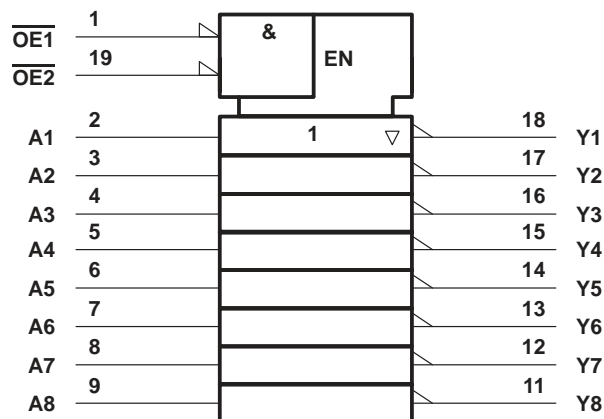 OE1 1 &
OE2 19 EN
A1 2 1 ▽ 18 Y1
A2 3 17 Y2
A3 4 16 Y3
A4 5 15 Y4
A5 6 14 Y5
A6 7 13 Y6
A7 8 12 Y7
A8 9 11 Y8